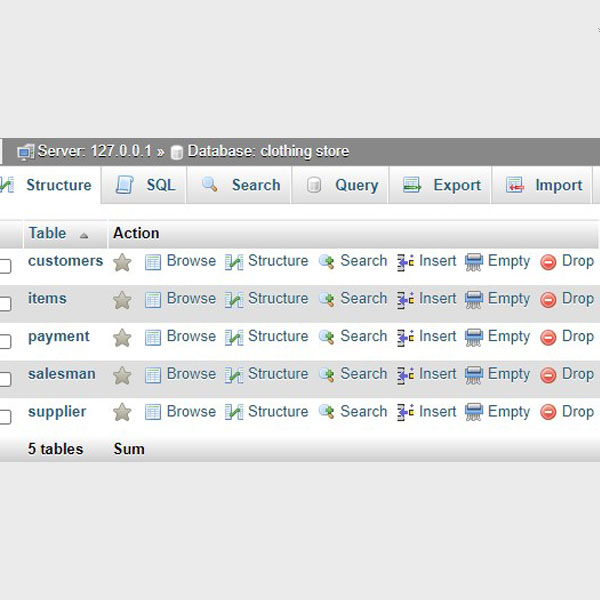 Server: 127.0.0.1 » Database: clothing store
Structure SQL Search Query Export Import
Table Action
customers Browse Structure Search Insert Empty Drop
items Browse Structure Search Insert Empty Drop
payment Browse Structure Search Insert Empty Drop
salesman Browse Structure Search Insert Empty Drop
supplier Browse Structure Search Insert Empty Drop
5 tables Sum